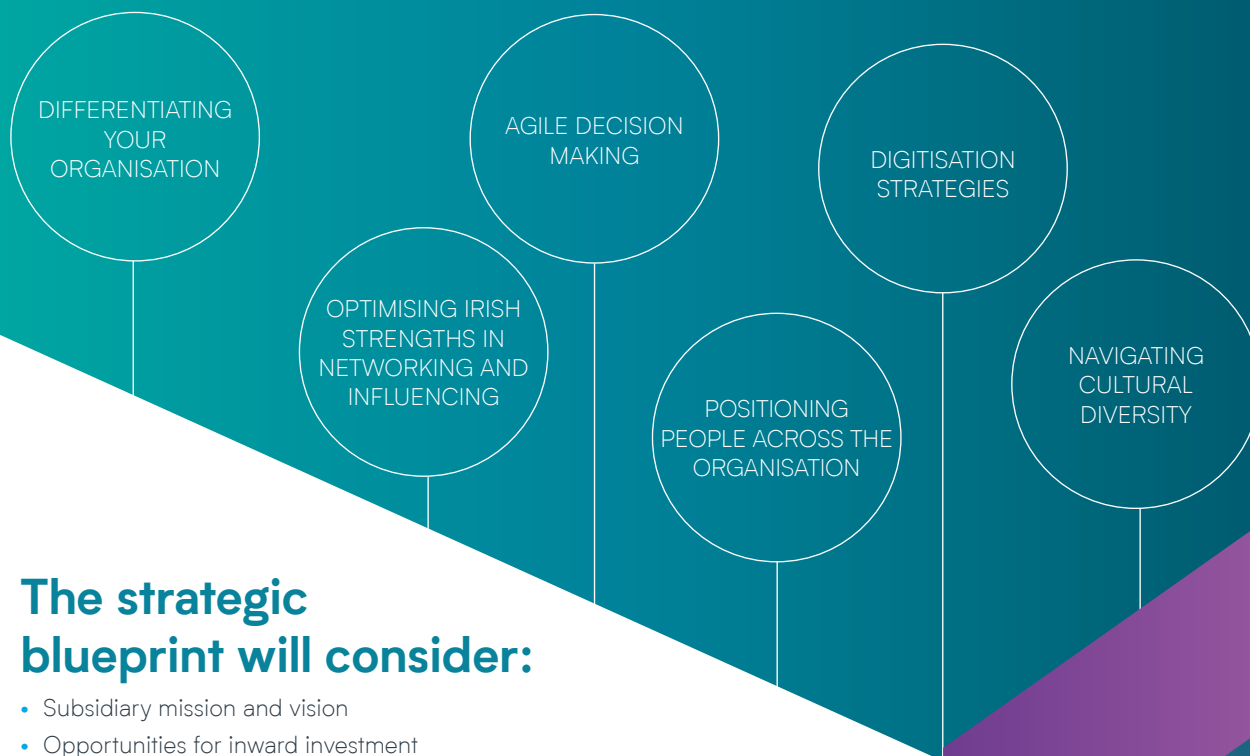 DIFFERENTIATING
YOUR
ORGANISATION
AGILE DECISION
MAKING
DIGITISATION
STRATEGIES
OPTIMISING IRISH
STRENGTHS IN
NETWORKING AND
INFLUENCING
POSITIONING
PEOPLE ACROSS THE
ORGANISATION
NAVIGATING
CULTURAL
DIVERSITY
The strategic
blueprint will consider:
• Subsidiary mission and vision
• Opportunities for inward investment